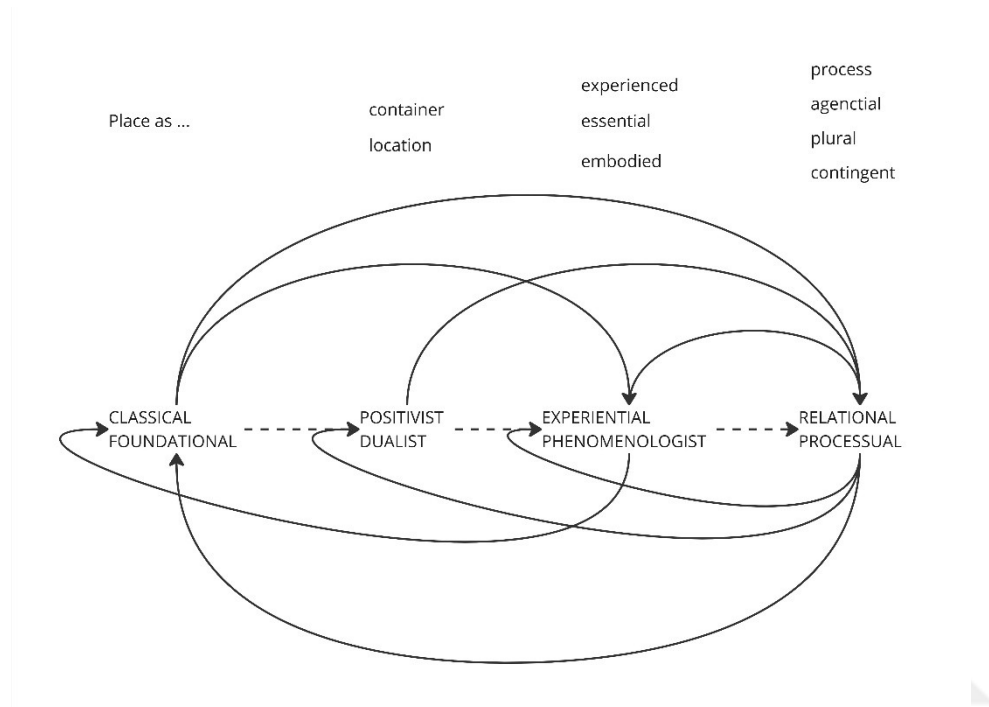 Place as ...
container
location
experienced
essential
embodied
process
agenctial
plural
contingent
CLASSICAL
FOUNDATIONAL
POSITIVIST
DUALIST
EXPERIENTIAL
PHENOMENOLOGIST
RELATIONAL
PROCESSUAL